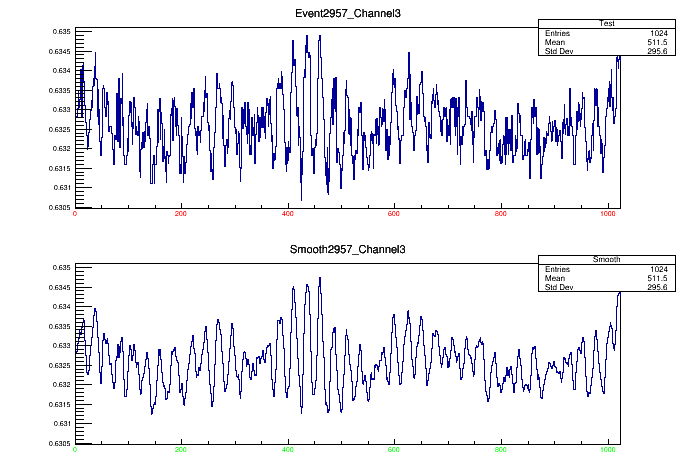 Event2957_Channel3
Test
Entries 1024
Mean 511.5
Std Dev 295.6
0.635
0.6345
0.634
0.6335
0.633
0.6325
0.632
0.6315
0.631
0.6305
0 200 400 600 800 1000
Smooth2957_Channel3
Smooth
Entries 1024
Mean 511.5
Std Dev 295.6
0.635
0.6345
0.634
0.6335
0.633
0.6325
0.632
0.6315
0.631
0.6305
0 200 400 600 800 1000